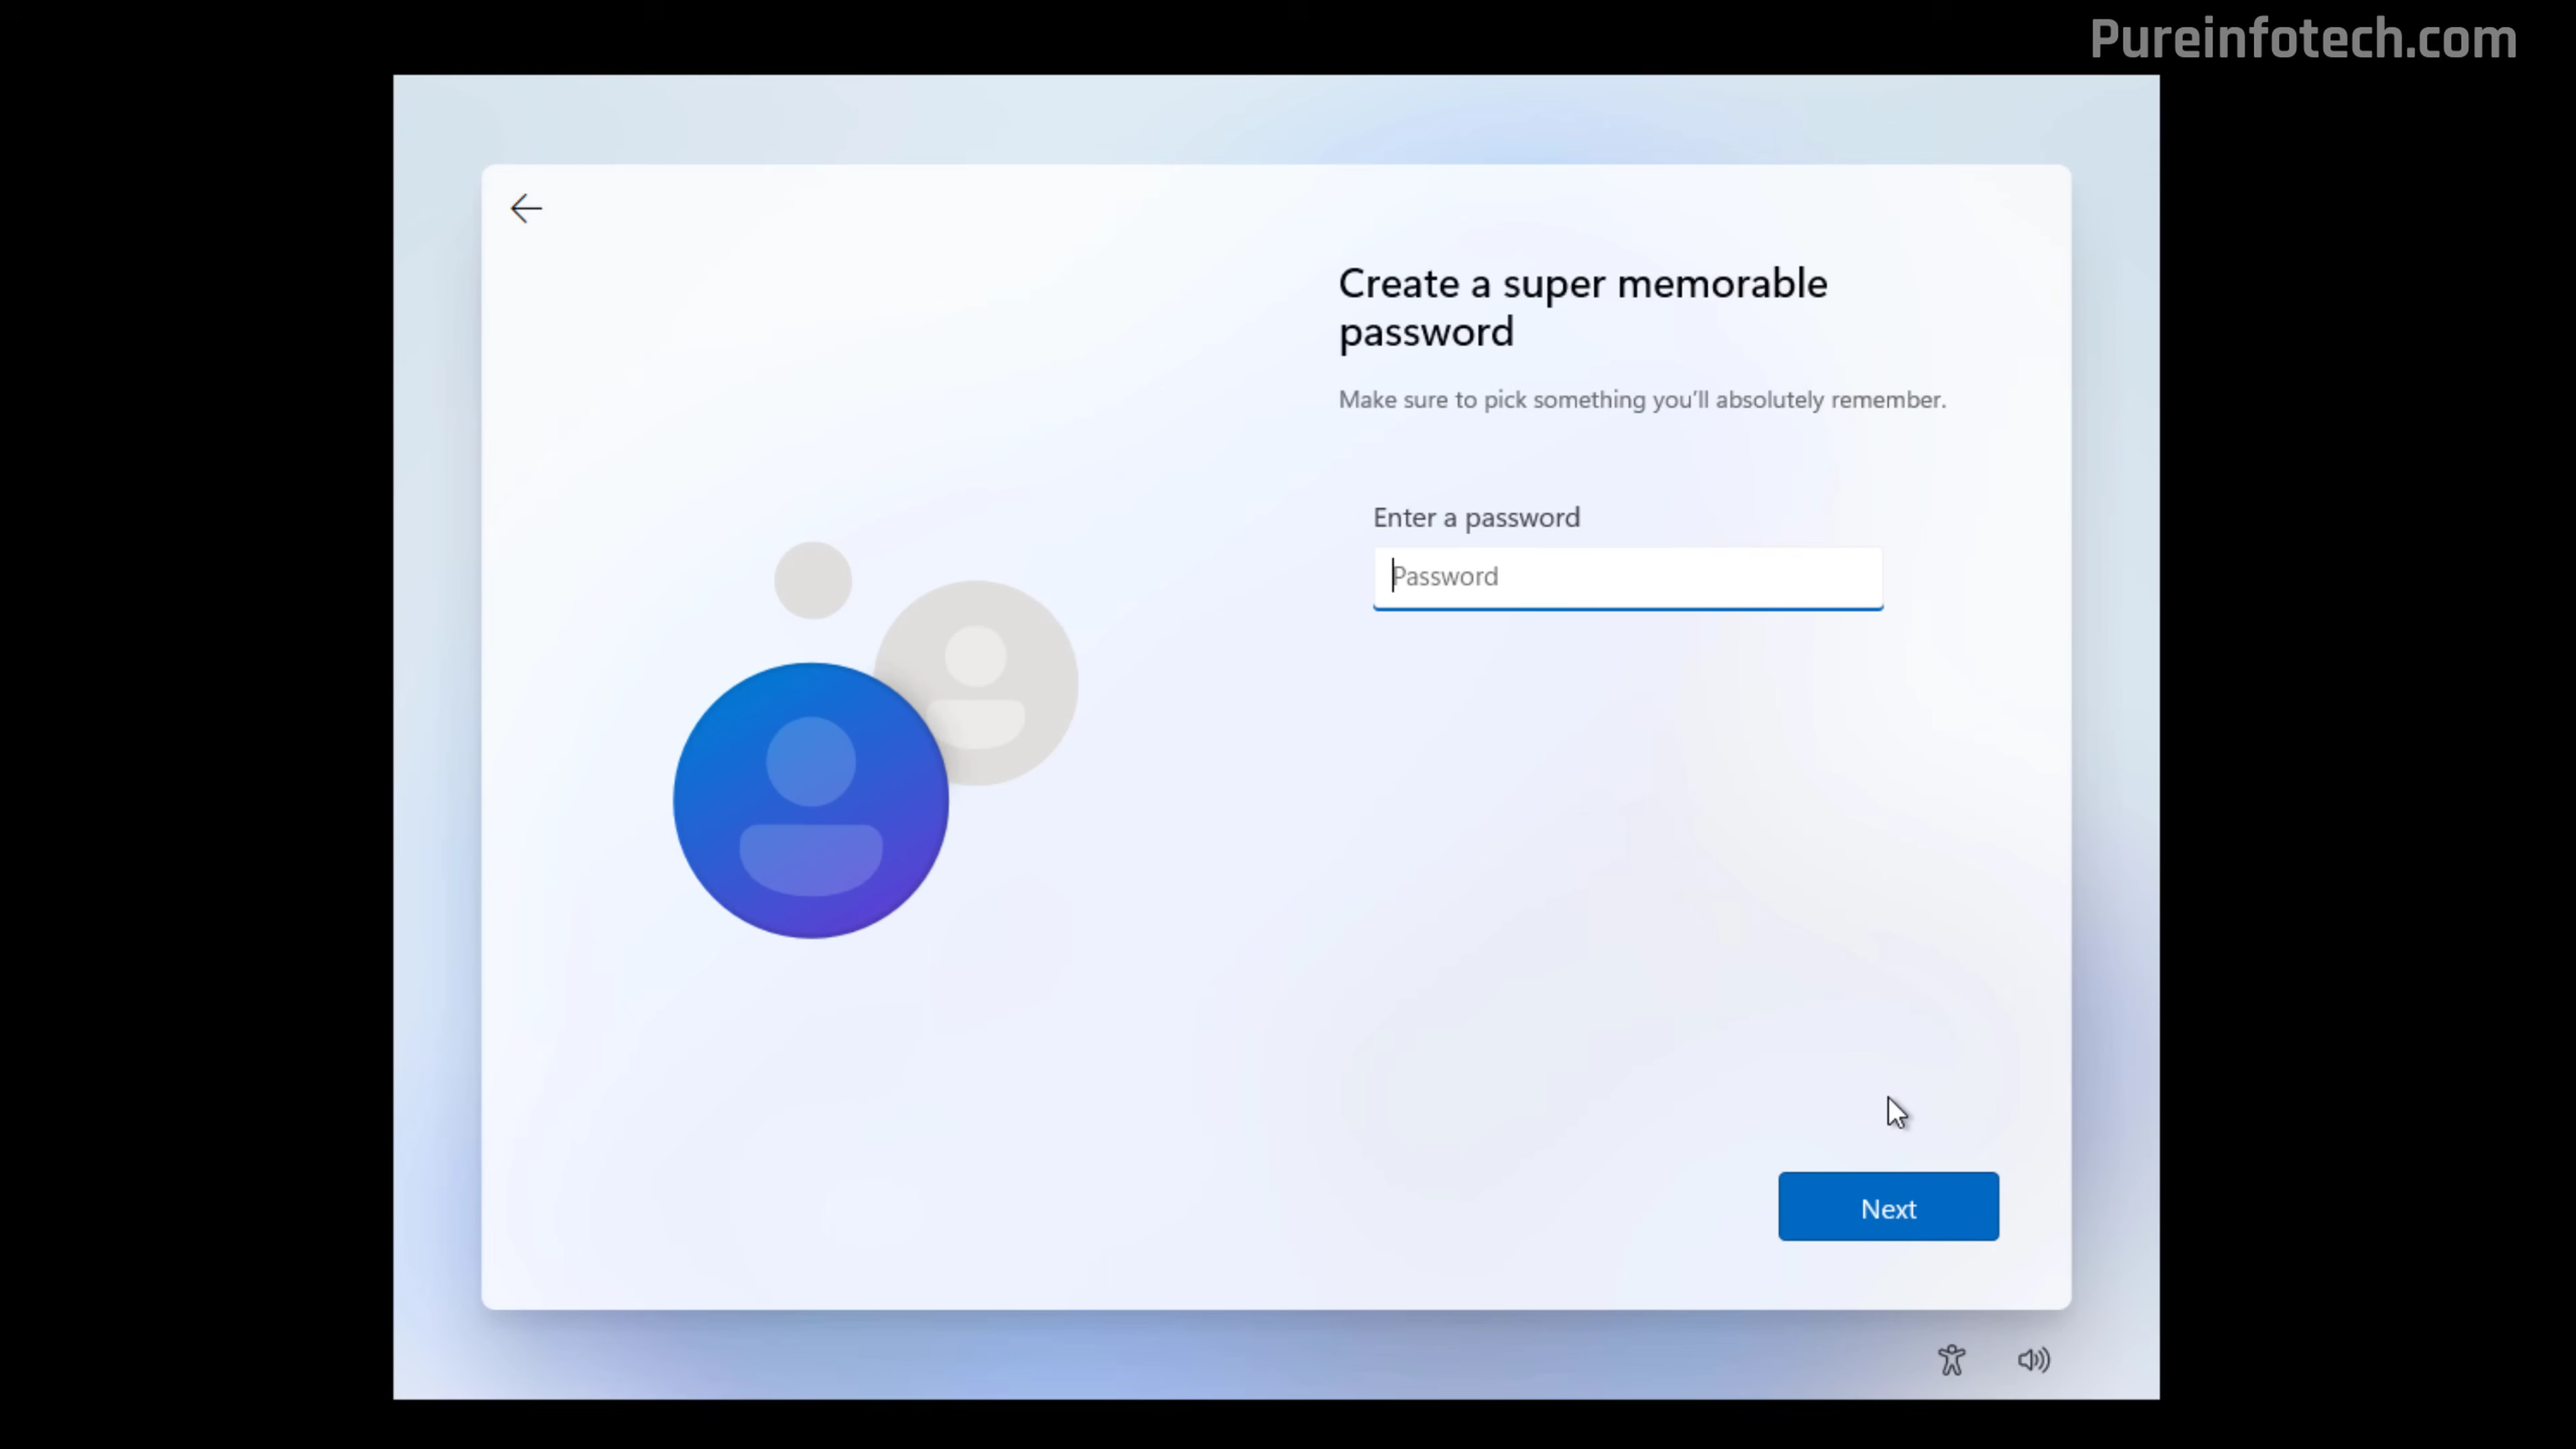 Pureinfotech.com
Create a super memorable
password
Make sure to pick something you'll absolutely remember.
Enter a password
Password
Next